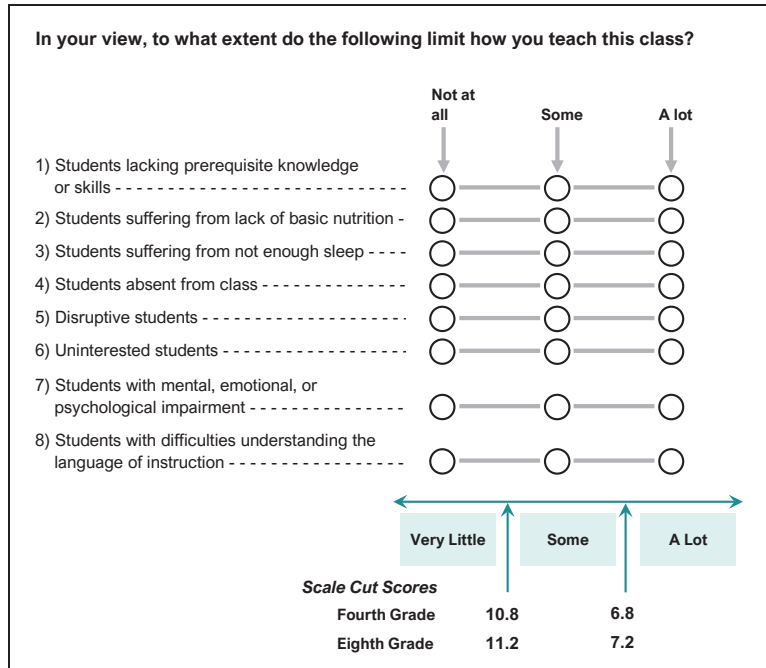 In your view, to what extent do the following limit how you teach this class?
Not at
all Some A lot
1) Students lacking prerequisite knowledge
or skills - - - - - - - - - - - - - - - - - - - - - - - - - - - - -
2) Students suffering from lack of basic nutrition -
3) Students suffering from not enough sleep - - - -
4) Students absent from class - - - - - - - - - - - - - - -
5) Disruptive students - - - - - - - - - - - - - - - - - - - - -
6) Uninterested students - - - - - - - - - - - - - - - - - - -
7) Students with mental, emotional, or
psychological impairment - - - - - - - - - - - - - - - -
8) Students with difficulties understanding the
language of instruction - - - - - - - - - - - - - - - - - -
Very Little Some A Lot
Scale Cut Scores
Fourth Grade 10.8 6.8
Eighth Grade 11.2 7.2